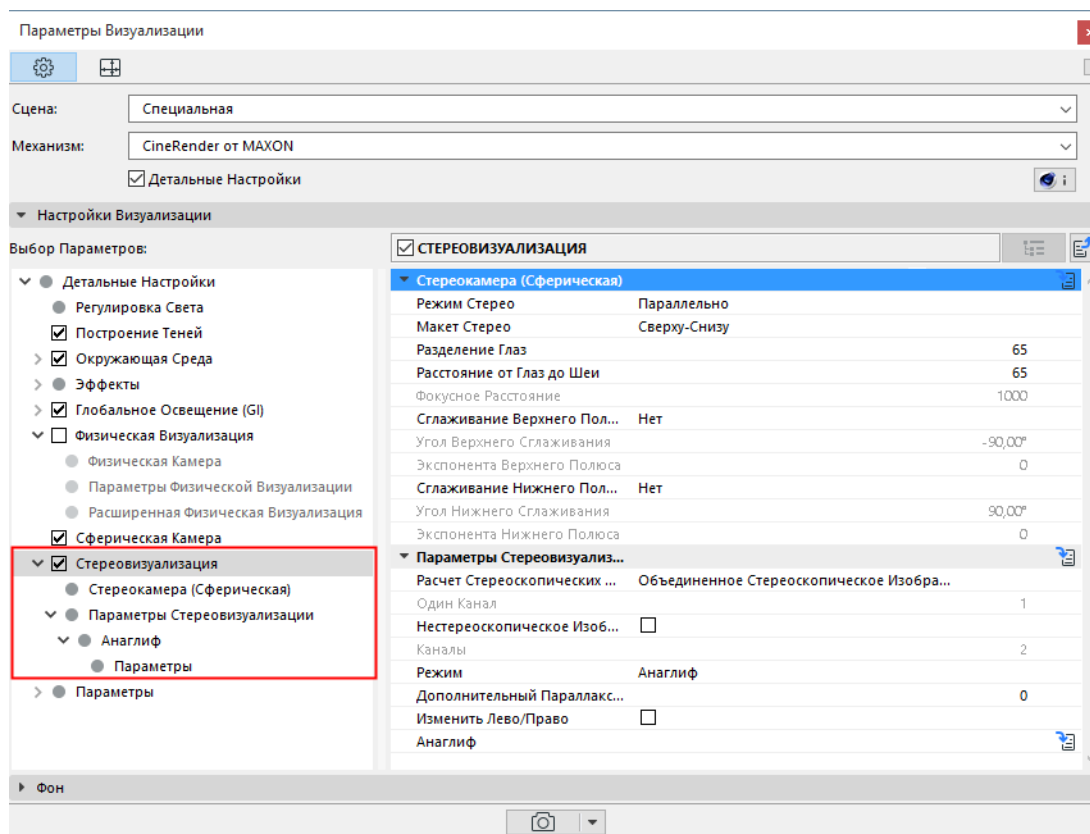 Параметры Визуализации
Сцена: Специальная
Механизм: CineRender от MAXON
Детальные Настройки
i
Настройки Визуализации
Выбор Параметров:
Детальные Настройки
Регулировка Света
Построение Теней
Окружающая Среда
Эффекты
Глобальное Освещение (GI)
Физическая Визуализация
Физическая Камера
Параметры Физической Визуализации
Расширенная Физическая Визуализация
Сферическая Камера
Стереовизуализация
Стереокамера (Сферическая)
Параметры Стереовизуализации
Анаглиф
Параметры
Параметры
СТЕРЕОВИЗУАЛИЗАЦИЯ
Стереокамера (Сферическая)
Режим Стерео Параллельно
Макет Стерео Сверху-Снизу
Разделение Глаз 65
Расстояние от Глаз до Шеи 65
Фокусное Расстояние 1000
Сглаживание Верхнего Пол... Нет
Угол Верхнего Сглаживания -90,00°
Экспонента Верхнего Полюса 0
Сглаживание Нижнего Пол... Нет
Угол Нижнего Сглаживания 90,00°
Экспонента Нижнего Полюса 0
Параметры Стереовизуализ...
Расчет Стереоскопических ... Объединенное Стереоскопическое Изобра...
Один Канал 1
Нестереоскопическое Изоб...
Каналы 2
Режим Анаглиф
Дополнительный Параллакс... 0
Изменить Лево/Право
Анаглиф
Фон